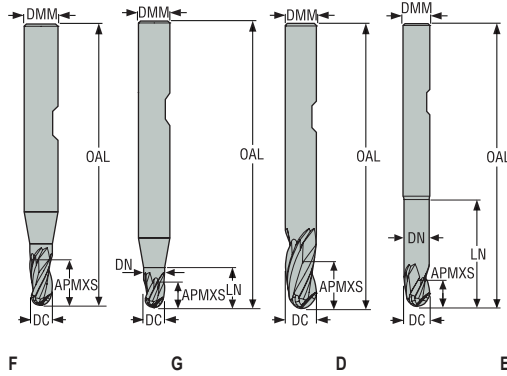 DMM
OAL
APMXS
DC
F
DMM
OAL
DN
APMXS
LN
DC
G
DMM
OAL
APMXS
DC
D
DMM
OAL
DN
LN
APMXS
DC
E